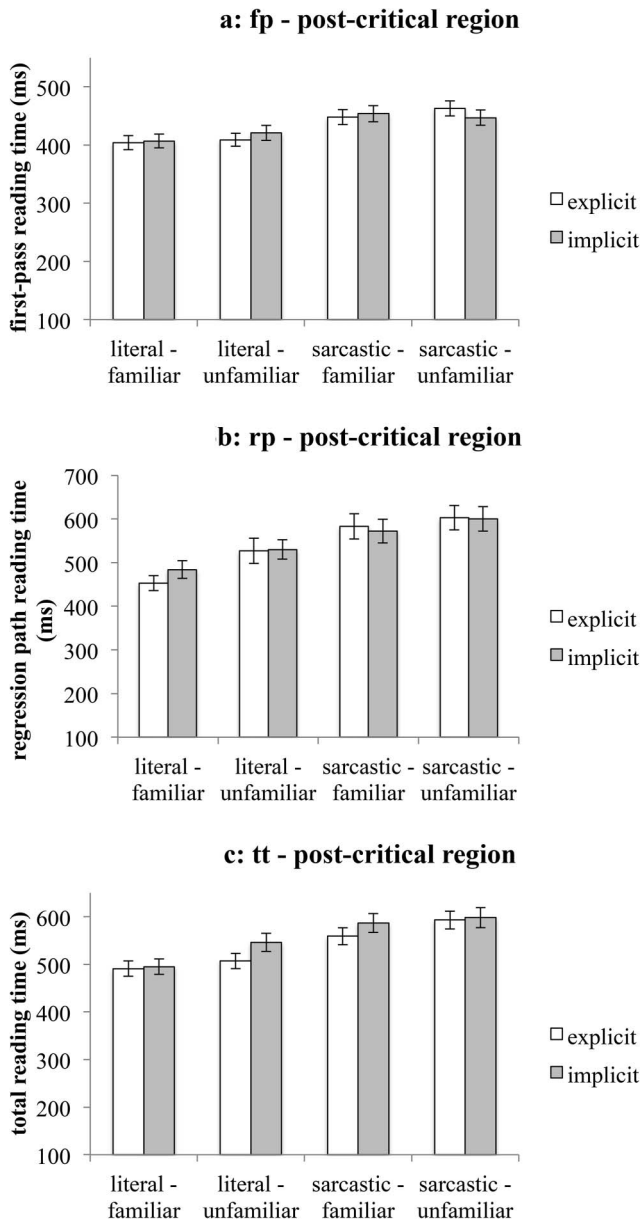 a: fp - post-critical region
first-pass reading time (ms)
500
400
300
200
100
literal -
familiar
literal -
unfamiliar
sarcastic -
familiar
sarcastic -
unfamiliar
explicit
implicit
b: rp - post-critical region
regression path reading time
(ms)
700
600
500
400
300
200
100
literal -
familiar
literal -
unfamiliar
sarcastic -
familiar
sarcastic -
unfamiliar
explicit
implicit
c: tt - post-critical region
total reading time (ms)
600
500
400
300
200
100
literal -
familiar
literal -
unfamiliar
sarcastic -
familiar
sarcastic -
unfamiliar
explicit
implicit